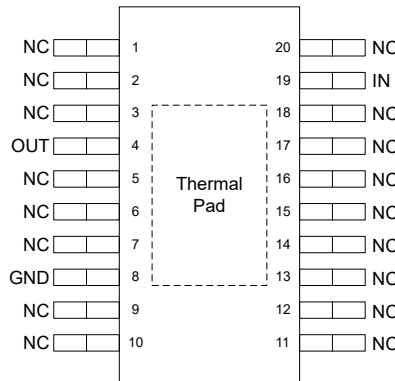 NC 1 20 NC
NC 2 19 IN
NC 3 18 NC
OUT 4 17 NC
NC 5 16 NC
NC 6 15 NC
NC 7 14 NC
GND 8 13 NC
NC 9 12 NC
NC 10 11 NC
Thermal
Pad